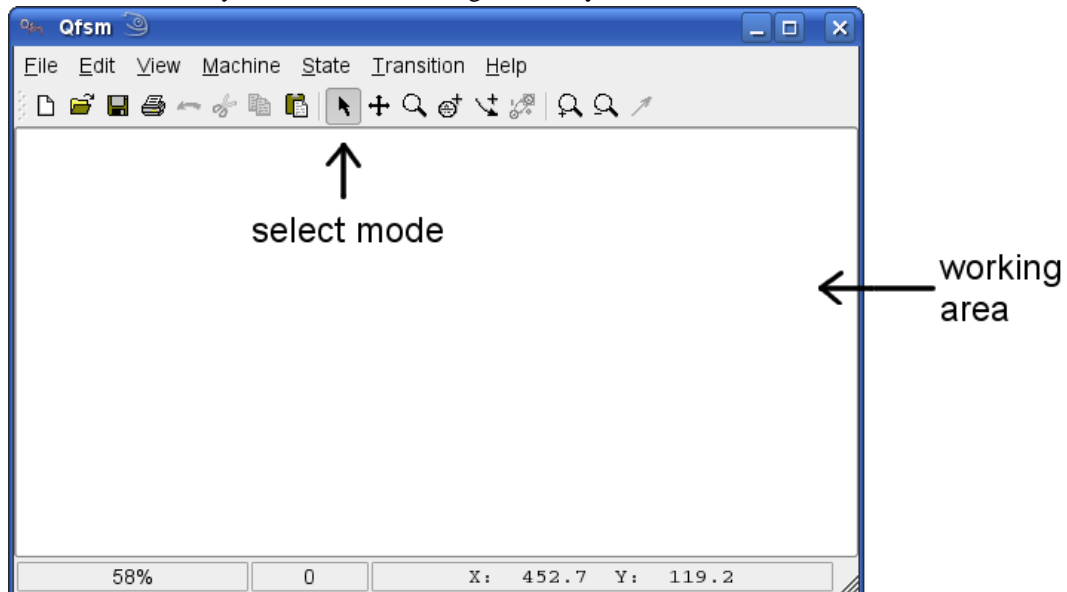 Qfsm
File Edit View Machine State Transition Help
select mode
working
area
58% 0 X: 452.7 Y: 119.2